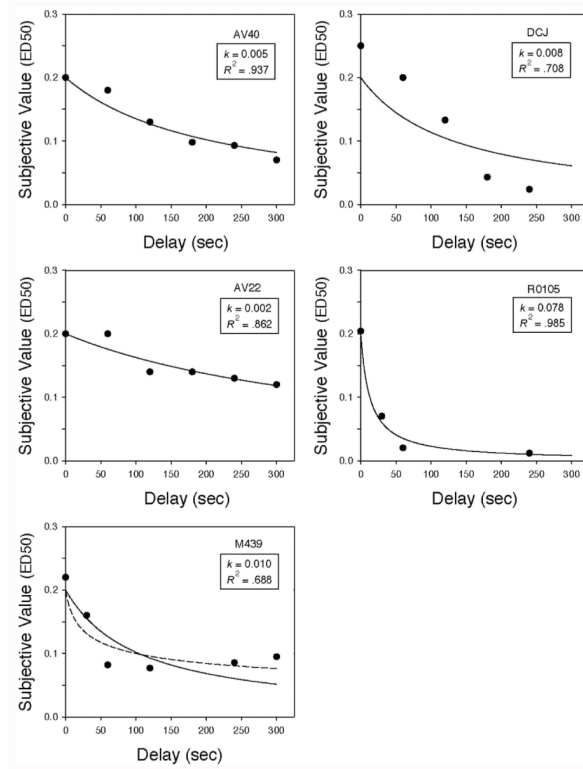 AV40
k = 0.005
R² = .937
Subjective Value (ED50)
0.3
0.2
0.1
0.0
0 50 100 150 200 250 300
Delay (sec)
DCJ
k = 0.008
R² = .708
Subjective Value (ED50)
0.3
0.2
0.1
0.0
0 50 100 150 200 250 300
Delay (sec)
AV22
k = 0.002
R² = .862
Subjective Value (ED50)
0.3
0.2
0.1
0.0
0 50 100 150 200 250 300
Delay (sec)
R0105
k = 0.078
R² = .985
Subjective Value (ED50)
0.3
0.2
0.1
0.0
0 50 100 150 200 250 300
Delay (sec)
M439
k = 0.010
R² = .688
Subjective Value (ED50)
0.3
0.2
0.1
0.0
0 50 100 150 200 250 300
Delay (sec)